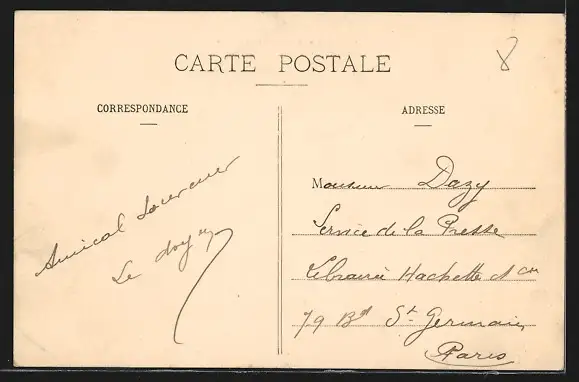 CARTE POSTALE
8
CORRESPONDANCE
ADRESSE
Amical Souvenir
Le doyen
Monsieur Dazy
Service de la Presse
Librairie Hachette et Cie
79 Bd St Germain
Paris